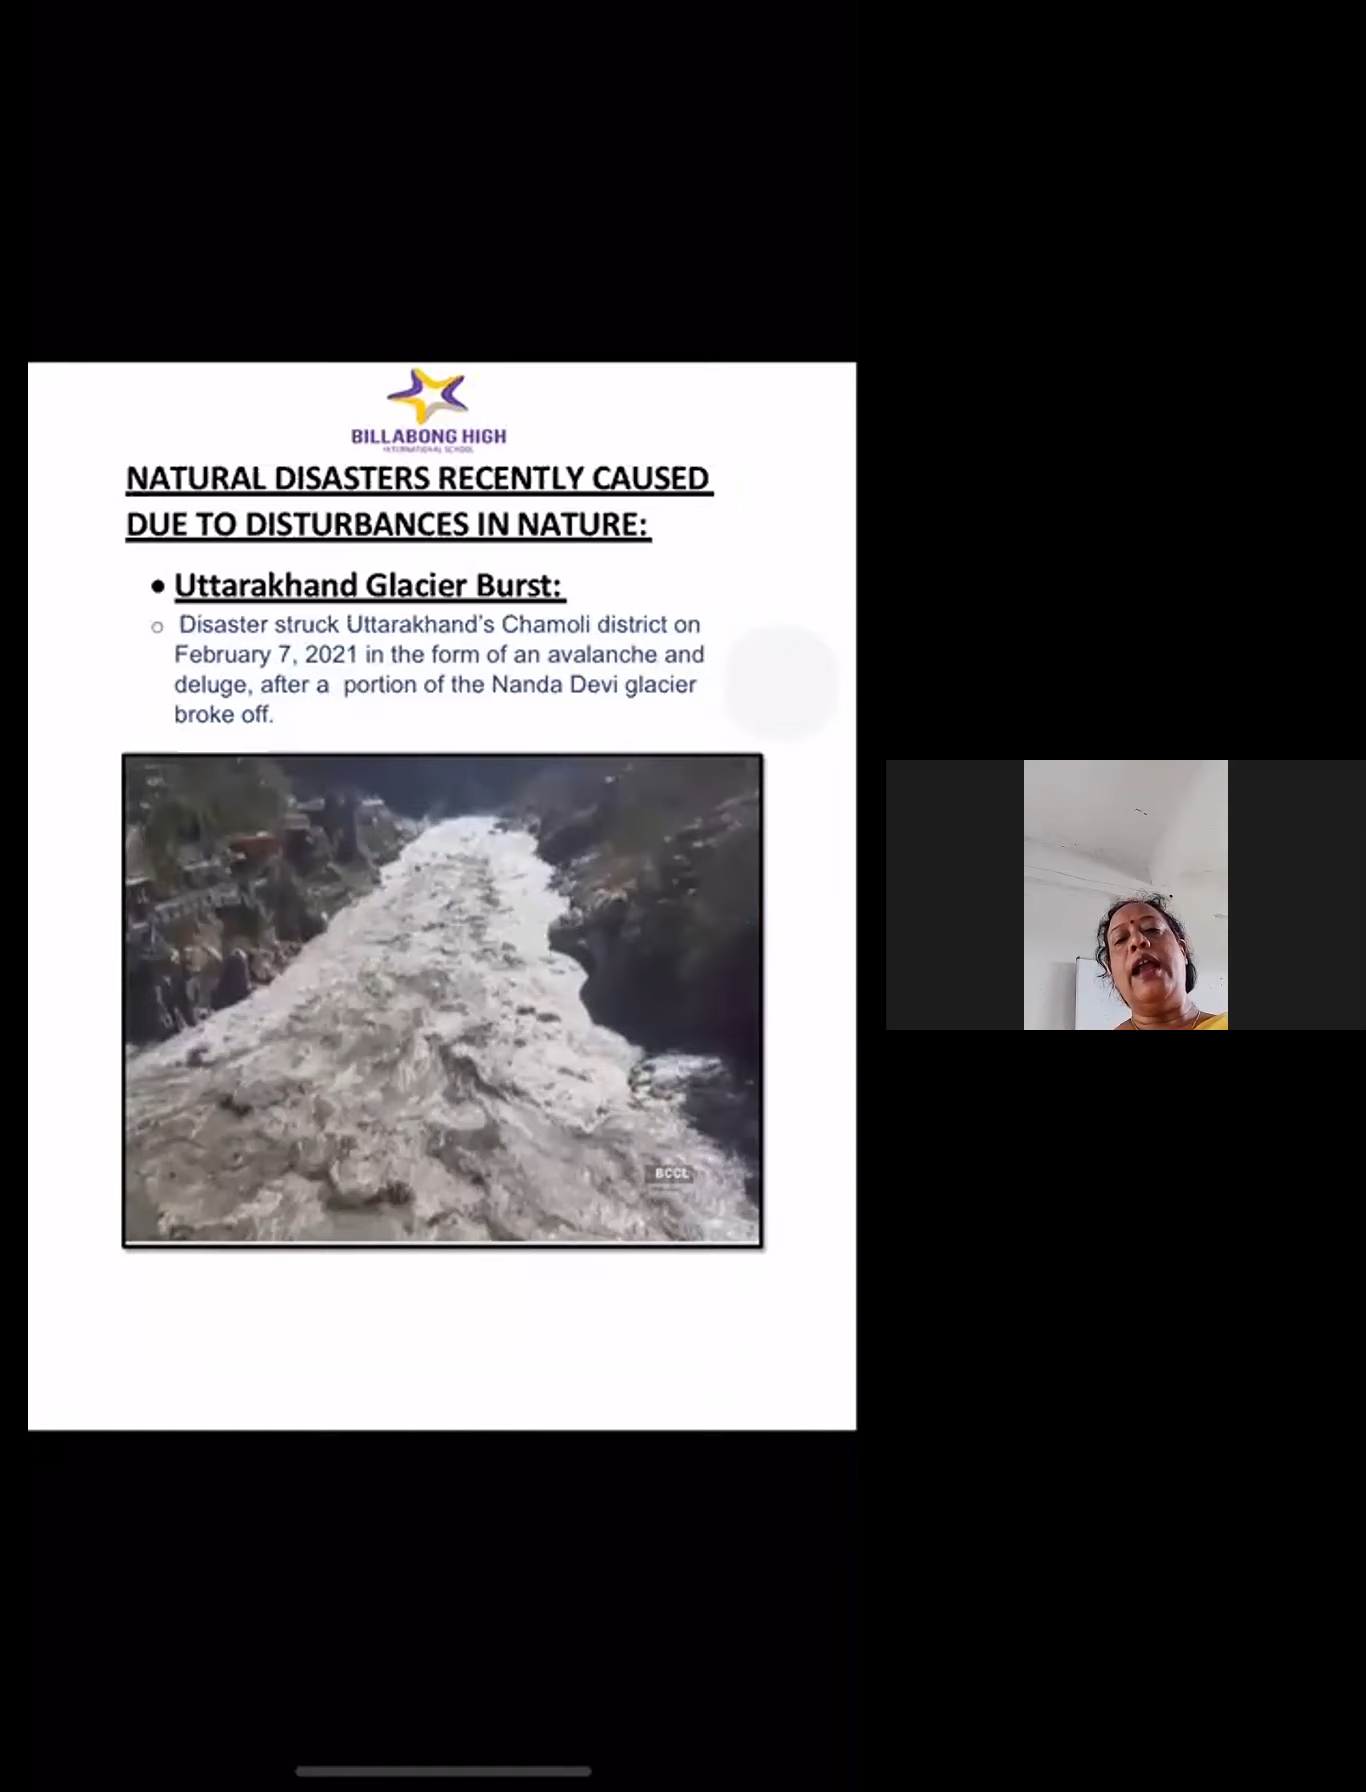 BILLABONG HIGH
INTERNATIONAL SCHOOL
NATURAL DISASTERS RECENTLY CAUSED
DUE TO DISTURBANCES IN NATURE:
• Uttarakhand Glacier Burst:
o Disaster struck Uttarakhand's Chamoli district on
February 7, 2021 in the form of an avalanche and
deluge, after a portion of the Nanda Devi glacier
broke off.
BCCL